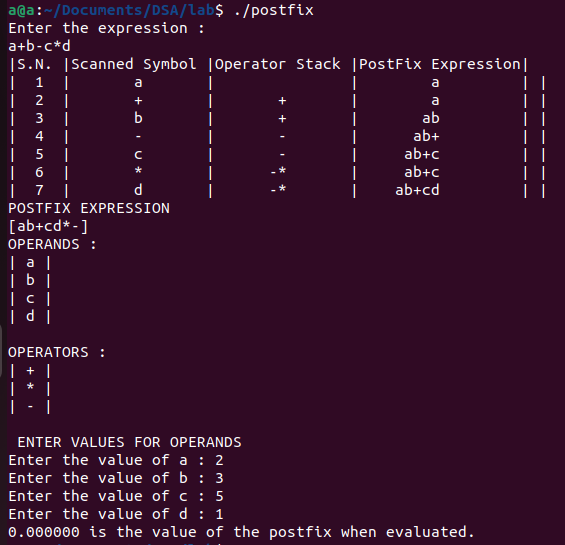 a@a:~/Documents/DSA/lab$ ./postfix
Enter the expression :
a+b-c*d
|S.N. |Scanned Symbol |Operator Stack |PostFix Expression|
| 1 | a | | a | |
| 2 | + | + | a | |
| 3 | b | + | ab | |
| 4 | - | - | ab+ | |
| 5 | c | - | ab+c | |
| 6 | * | -* | ab+c | |
| 7 | d | -* | ab+cd | |
POSTFIX EXPRESSION
[ab+cd*-]
OPERANDS :
| a |
| b |
| c |
| d |
OPERATORS :
| + |
| * |
| - |
ENTER VALUES FOR OPERANDS
Enter the value of a : 2
Enter the value of b : 3
Enter the value of c : 5
Enter the value of d : 1
0.000000 is the value of the postfix when evaluated.